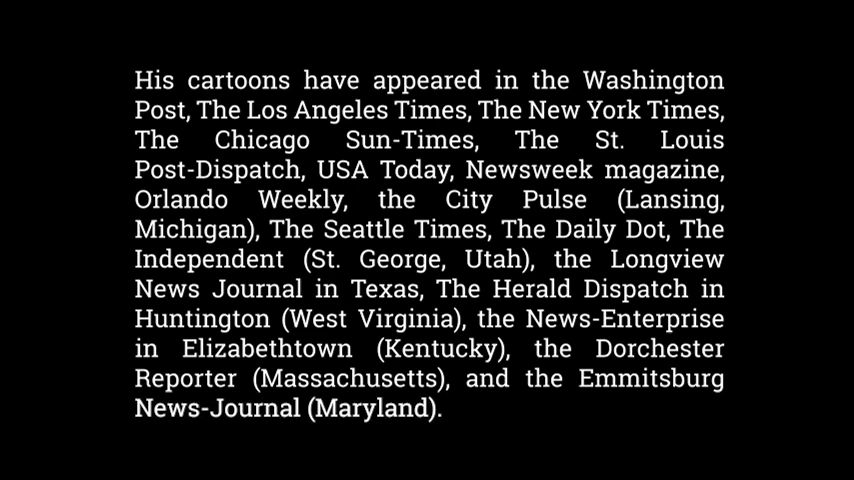 His cartoons have appeared in the Washington
Post, The Los Angeles Times, The New York Times,
The Chicago Sun-Times, The St. Louis
Post-Dispatch, USA Today, Newsweek magazine,
Orlando Weekly, the City Pulse (Lansing,
Michigan), The Seattle Times, The Daily Dot, The
Independent (St. George, Utah), the Longview
News Journal in Texas, The Herald Dispatch in
Huntington (West Virginia), the News-Enterprise
in Elizabethtown (Kentucky), the Dorchester
Reporter (Massachusetts), and the Emmitsburg
News-Journal (Maryland).